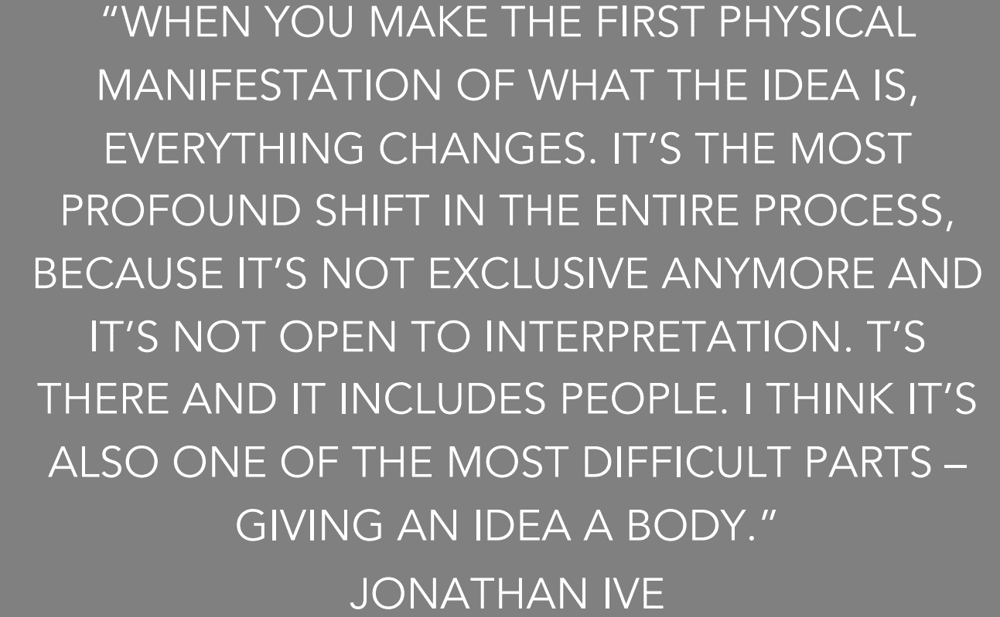 “WHEN YOU MAKE THE FIRST PHYSICAL
MANIFESTATION OF WHAT THE IDEA IS,
EVERYTHING CHANGES. IT’S THE MOST
PROFOUND SHIFT IN THE ENTIRE PROCESS,
BECAUSE IT’S NOT EXCLUSIVE ANYMORE AND
IT’S NOT OPEN TO INTERPRETATION. T’S
THERE AND IT INCLUDES PEOPLE. I THINK IT’S
ALSO ONE OF THE MOST DIFFICULT PARTS –
GIVING AN IDEA A BODY.”
JONATHAN IVE